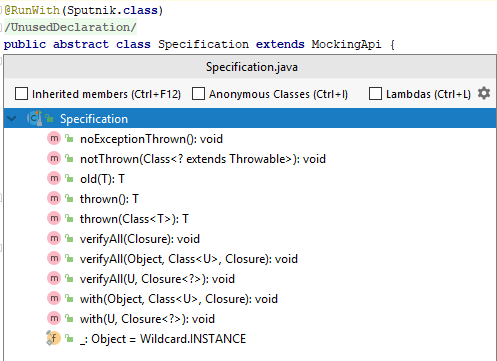 @RunWith(Sputnik.class)
/UnusedDeclaration/
public abstract class Specification extends MockingApi {
Specification.java
Inherited members (Ctrl+F12) Anonymous Classes (Ctrl+I) Lambdas (Ctrl+L)
Specification
noExceptionThrown(): void
notThrown(Class<? extends Throwable>): void
old(T): T
thrown(): T
thrown(Class<T>): T
verifyAll(Closure): void
verifyAll(Object, Class<U>, Closure): void
verifyAll(U, Closure<?>): void
with(Object, Class<U>, Closure): void
with(U, Closure<?>): void
_: Object = Wildcard.INSTANCE